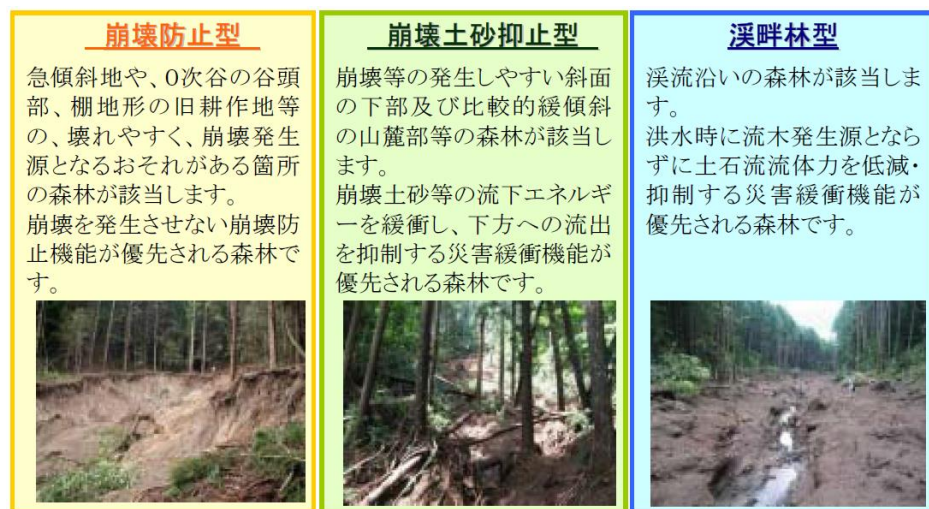 崩壊防止型
急傾斜地や、0次谷の谷頭
部、棚地形の旧耕作地等
の、壊れやすく、崩壊発生
源となるおそれがある箇所
の森林が該当します。
崩壊を発生させない崩壊防
止機能が優先される森林で
す。
崩壊土砂抑止型
崩壊等の発生しやすい斜面
の下部及び比較的緩傾斜
の山麓部等の森林が該当し
ます。
崩壊土砂等の流下エネルギ
ーを緩衝し、下方への流出
を抑制する災害緩衝機能が
優先される森林です。
渓畔林型
渓流沿いの森林が該当しま
す。
洪水時に流木発生源となら
ずに土石流流体力を低減・
抑制する災害緩衝機能が
優先される森林です。